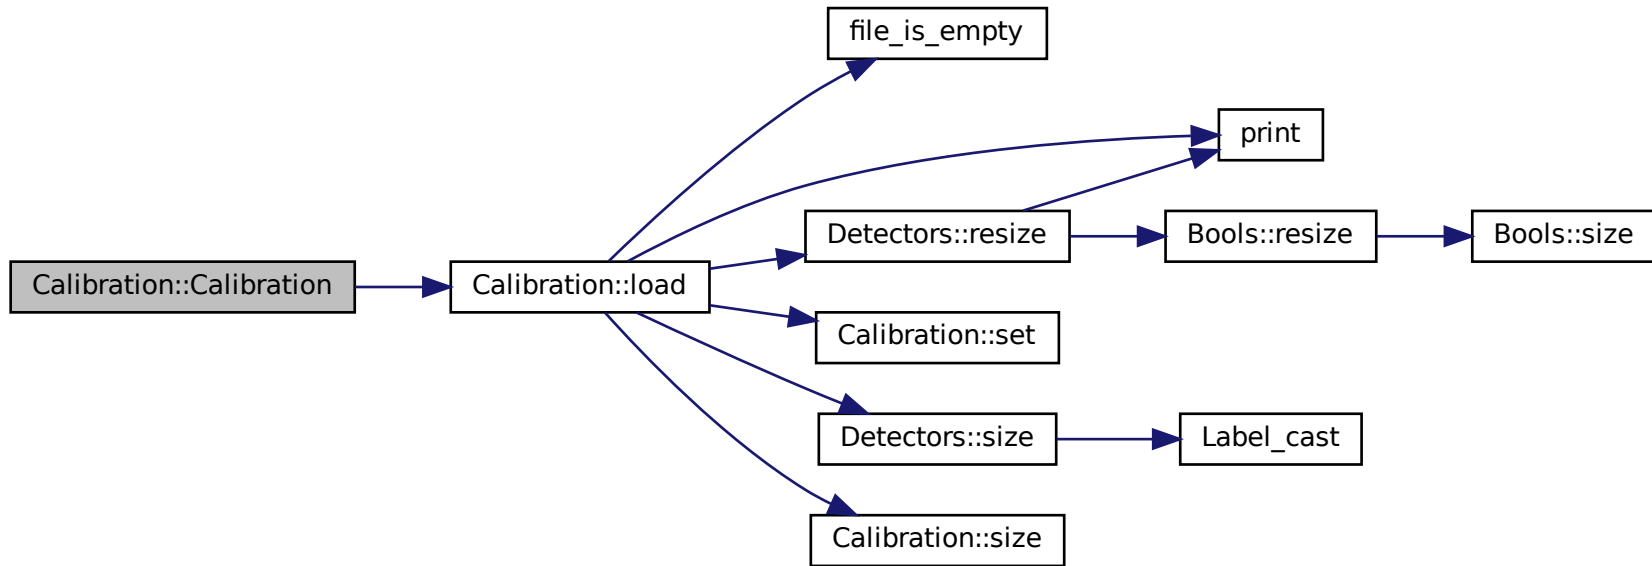 file_is_empty
print
Detectors::resize
Bools::resize
Bools::size
Calibration::Calibration
Calibration::load
Calibration::set
Detectors::size
Label_cast
Calibration::size